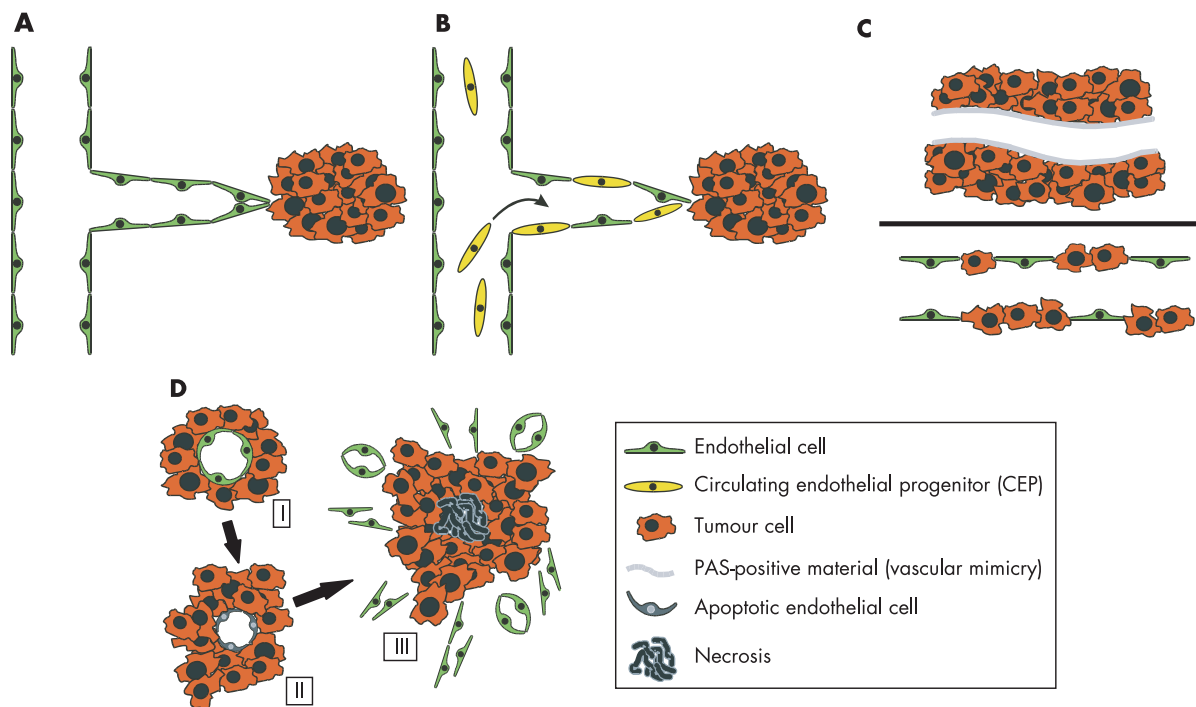 A
B
C
D
I
II
III
Endothelial cell
Circulating endothelial progenitor (CEP)
Tumour cell
PAS-positive material (vascular mimicry)
Apoptotic endothelial cell
Necrosis